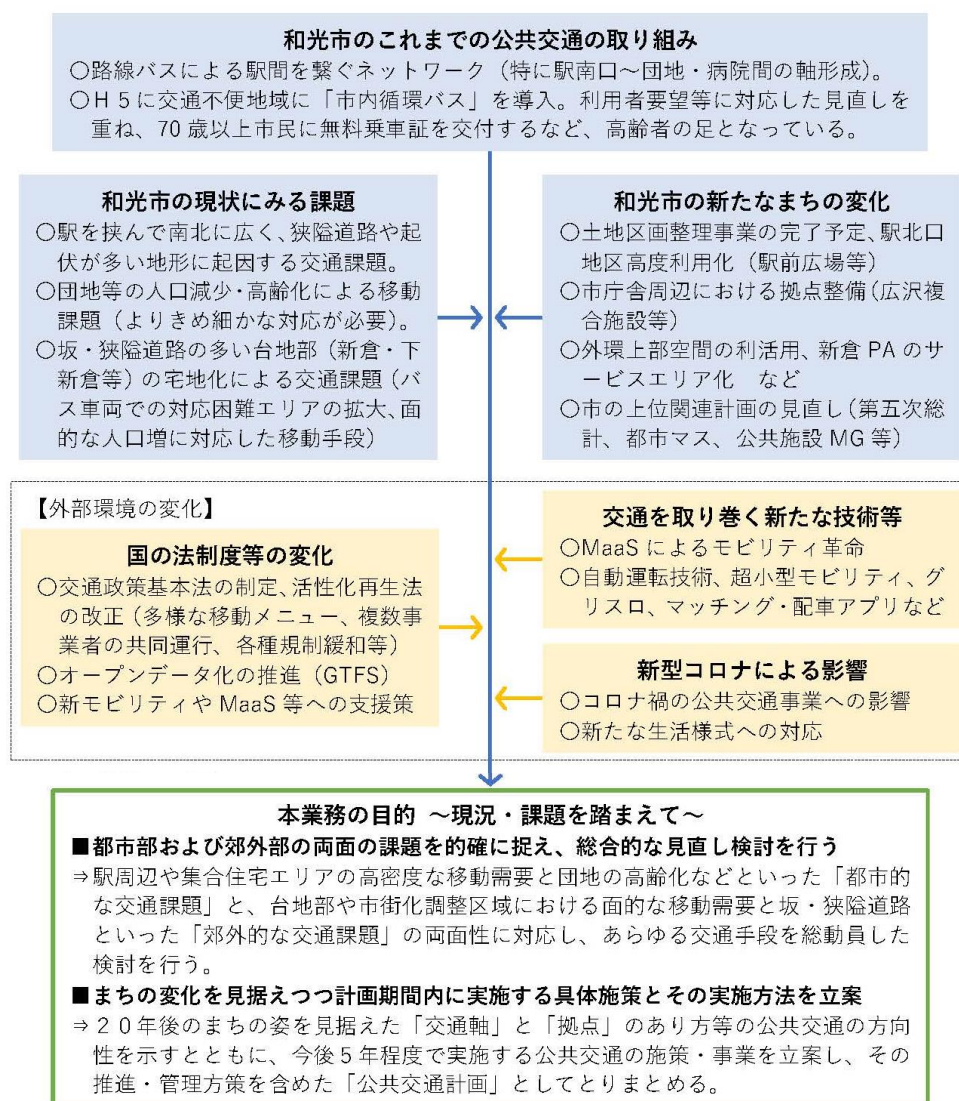 和光市のこれまでの公共交通の取り組み
○路線バスによる駅間を繋ぐネットワーク（特に駅南口～団地・病院間の軸形成）。
○H5に交通不便地域に「市内循環バス」を導入。利用者要望等に対応した見直しを
重ね、70歳以上市民に無料乗車証を交付するなど、高齢者の足となっている。
和光市の現状にみる課題
○駅を挟んで南北に広く、狭隘道路や起
伏が多い地形に起因する交通課題。
○団地等の人口減少・高齢化による移動
課題（よりきめ細かな対応が必要）。
○坂・狭隘道路の多い台地部（新倉・下
新倉等）の宅地化による交通課題（バ
ス車両での対応困難エリアの拡大、面
的な人口増に対応した移動手段）
和光市の新たなまちの変化
○土地区画整理事業の完了予定、駅北口
地区高度利用化（駅前広場等）
○市庁舎周辺における拠点整備（広沢複
合施設等）
○外環上部空間の利活用、新倉PAのサ
ービスエリア化　など
○市の上位関連計画の見直し（第五次総
計、都市マス、公共施設MG等）
【外部環境の変化】
国の法制度等の変化
○交通政策基本法の制定、活性化再生法
の改正（多様な移動メニュー、複数事
業者の共同運行、各種規制緩和等）
○オープンデータ化の推進（GTFS）
○新モビリティやMaaS等への支援策
交通を取り巻く新たな技術等
○MaaSによるモビリティ革命
○自動運転技術、超小型モビリティ、グ
リスロ、マッチング・配車アプリなど
新型コロナによる影響
○コロナ禍の公共交通事業への影響
○新たな生活様式への対応
本業務の目的 ～現況・課題を踏まえて～
■都市部および郊外部の両面の課題を的確に捉え、総合的な見直し検討を行う
⇒駅周辺や集合住宅エリアの高密度な移動需要と団地の高齢化などといった「都市的
な交通課題」と、台地部や市街化調整区域における面的な移動需要と坂・狭隘道路
といった「郊外的な交通課題」の両面性に対応し、あらゆる交通手段を総動員した
検討を行う。
■まちの変化を見据えつつ計画期間内に実施する具体施策とその実施方法を立案
⇒２０年後のまちの姿を見据えた「交通軸」と「拠点」のあり方等の公共交通の方向
性を示すとともに、今後5年程度で実施する公共交通の施策・事業を立案し、その
推進・管理方策を含めた「公共交通計画」としてとりまとめる。